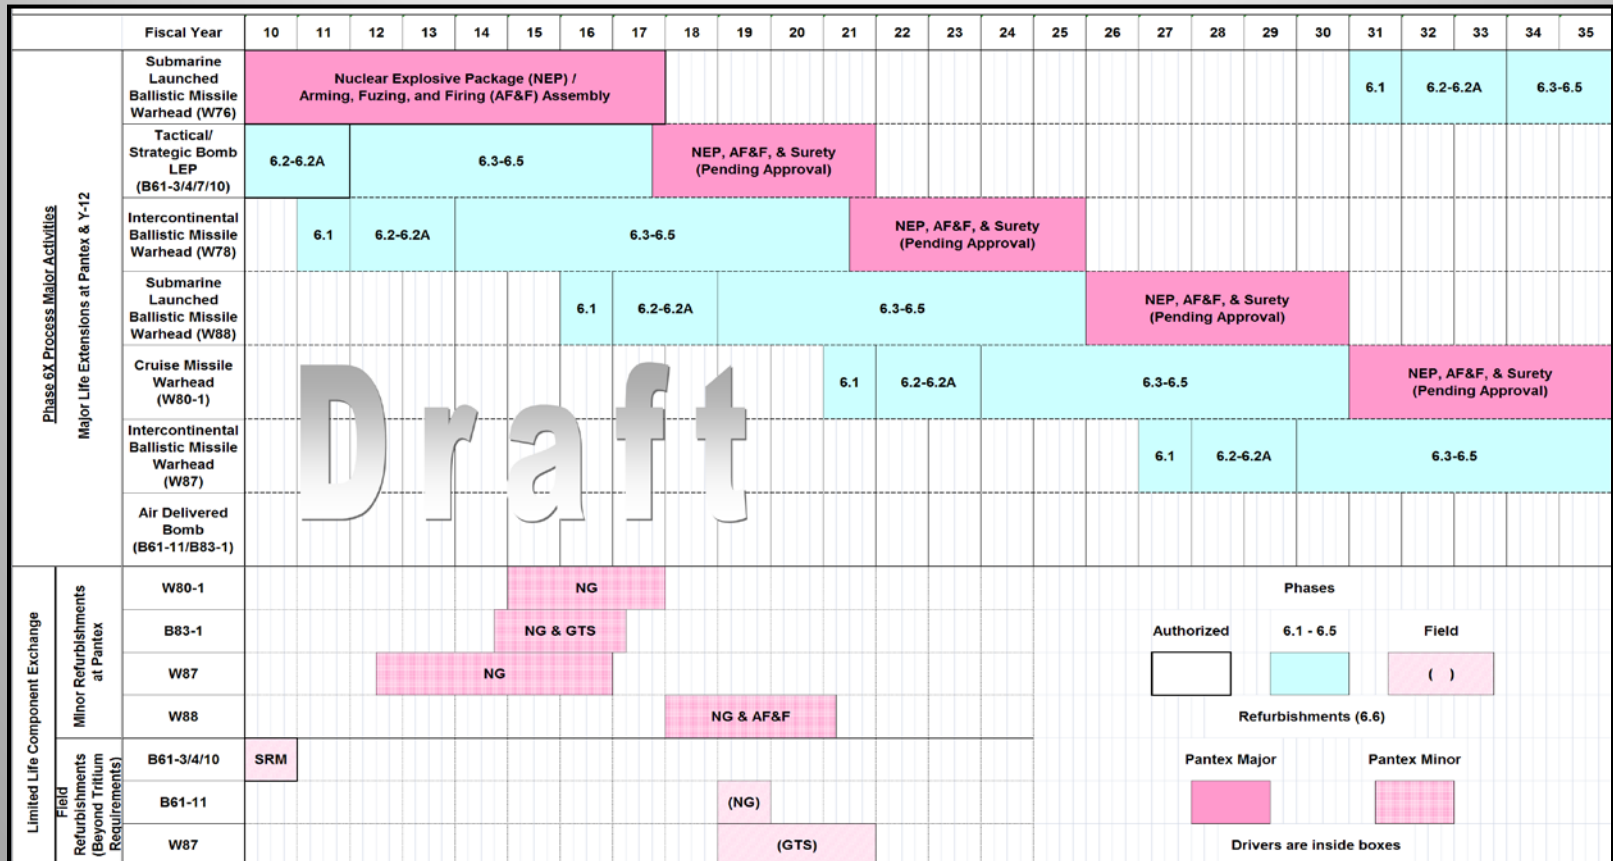 Fiscal Year 10 11 12 13 14 15 16 17 18 19 20 21 22 23 24 25 26 27 28 29 30 31 32 33 34 35
Phase 6X Process Major Activities
Major Life Extensions at Pantex & Y-12
Submarine
Launched
Ballistic Missile
Warhead (W76)
Nuclear Explosive Package (NEP) /
Arming, Fuzing, and Firing (AF&F) Assembly
6.1 6.2-6.2A 6.3-6.5
Tactical/
Strategic Bomb
LEP
(B61-3/4/7/10)
6.2-6.2A 6.3-6.5
NEP, AF&F, & Surety
(Pending Approval)
Intercontinental
Ballistic Missile
Warhead (W78)
6.1 6.2-6.2A 6.3-6.5
NEP, AF&F, & Surety
(Pending Approval)
Submarine
Launched
Ballistic Missile
Warhead (W88)
6.1 6.2-6.2A 6.3-6.5
NEP, AF&F, & Surety
(Pending Approval)
Cruise Missile
Warhead
(W80-1)
6.1 6.2-6.2A 6.3-6.5
NEP, AF&F, & Surety
(Pending Approval)
Intercontinental
Ballistic Missile
Warhead
(W87)
6.1 6.2-6.2A 6.3-6.5
Air Delivered
Bomb
(B61-11/B83-1)
Draft
Limited Life Component Exchange
Minor Refurbishments
at Pantex
W80-1 NG
B83-1 NG & GTS
W87 NG
W88 NG & AF&F
Field
Refurbishments
(Beyond Tritium
Requirements)
B61-3/4/10 SRM
B61-11 (NG)
W87 (GTS)
Phases
Authorized 6.1 - 6.5 Field
( )
Refurbishments (6.6)
Pantex Major Pantex Minor
Drivers are inside boxes